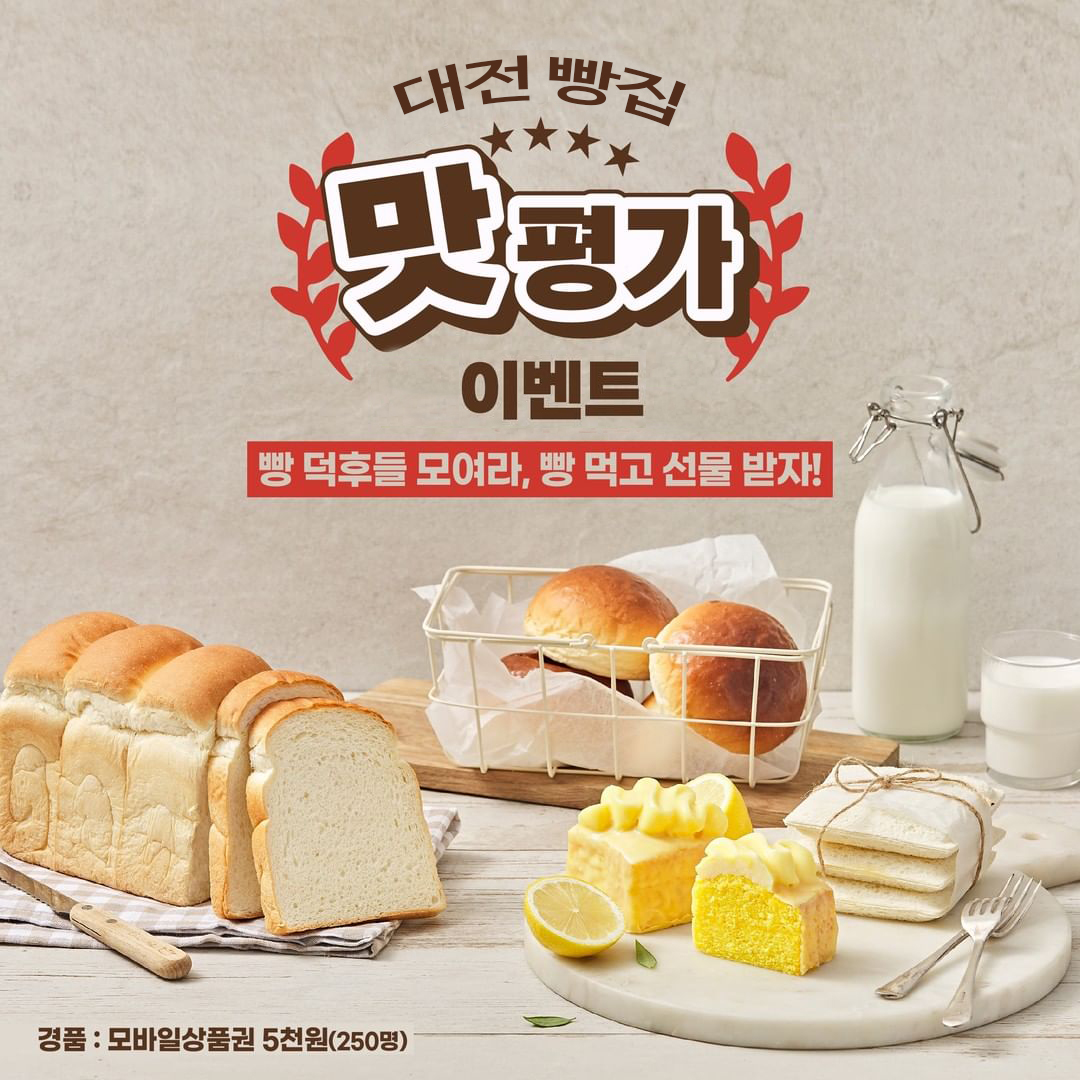 대전 빵집
맛평가
이벤트
빵 덕후들 모여라, 빵 먹고 선물 받자!
경품 : 모바일상품권 5천원(250명)